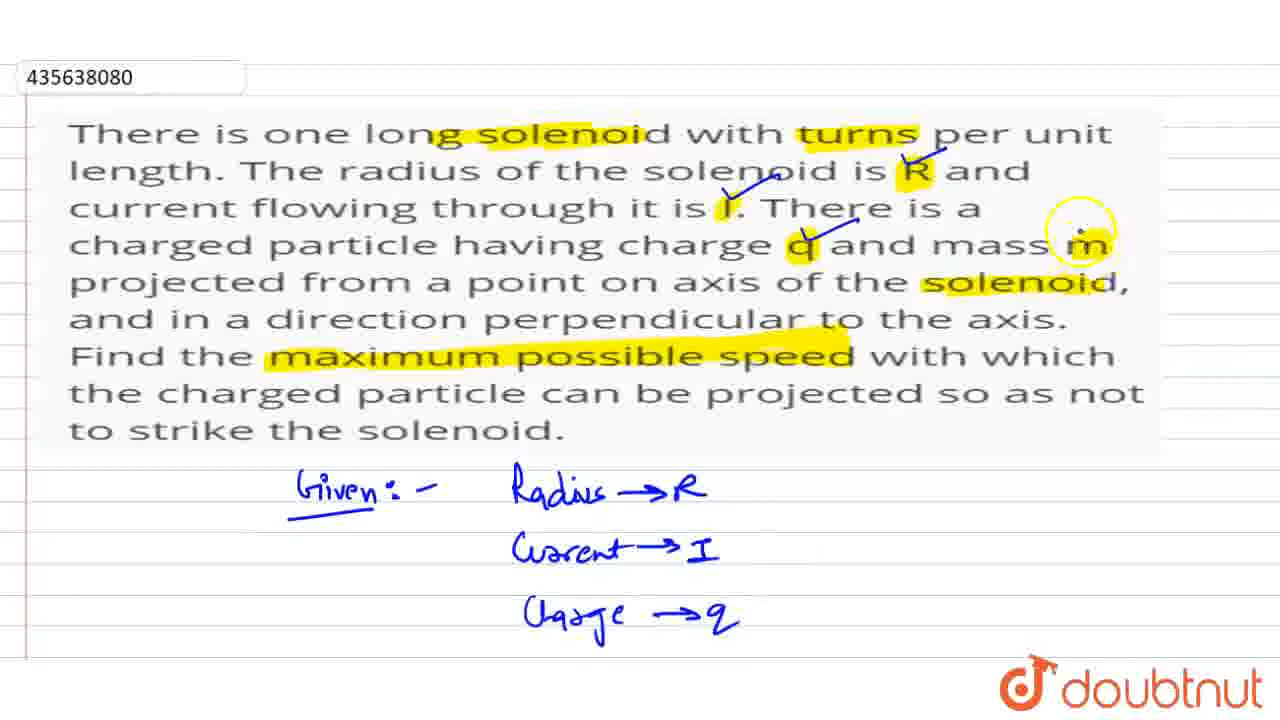 435638080
There is one long solenoid with turns per unit
length. The radius of the solenoid is R and
current flowing through it is I. There is a
charged particle having charge q and mass m
projected from a point on axis of the solenoid,
and in a direction perpendicular to the axis.
Find the maximum possible speed with which
the charged particle can be projected so as not
to strike the solenoid.
Given:- Radius → R
Current → I
Charge → q
doubtnut